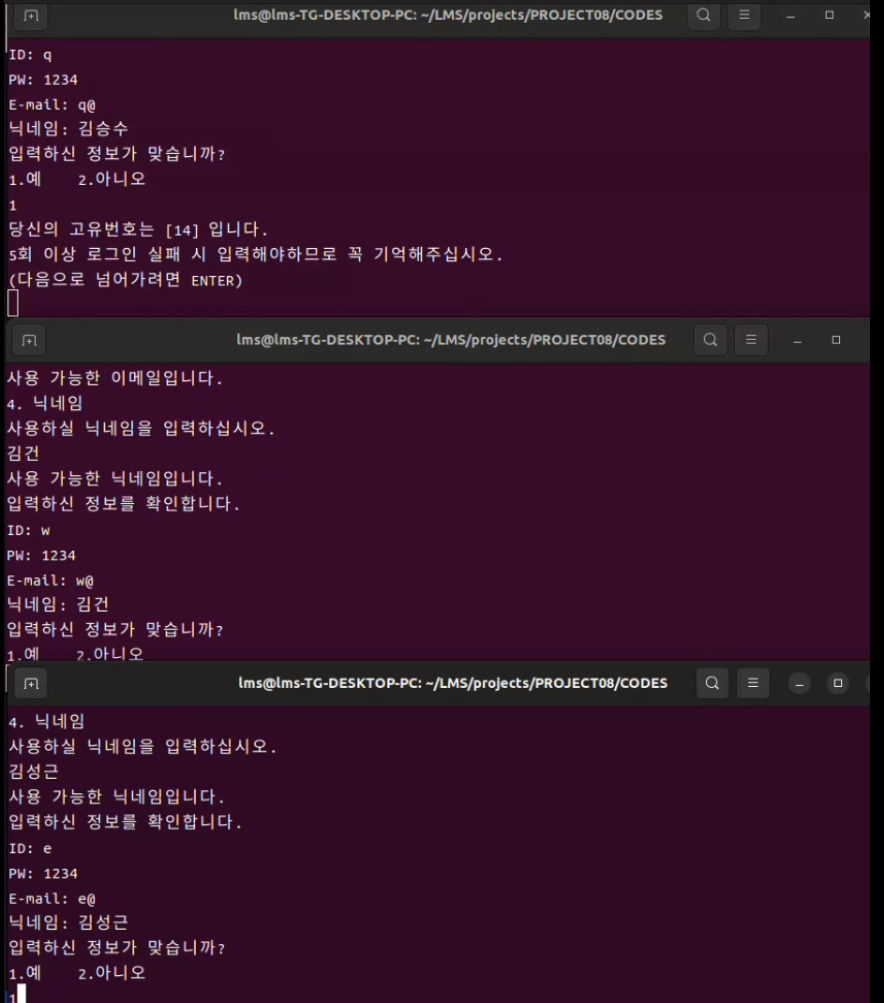 lms@lms-TG-DESKTOP-PC: ~/LMS/projects/PROJECT08/CODES
ID: q
PW: 1234
E-mail: q@
닉네임: 김승수
입력하신 정보가 맞습니까?
1.예    2.아니오
1
당신의 고유번호는 [14] 입니다.
5회 이상 로그인 실패 시 입력해야하므로 꼭 기억해주십시오.
(다음으로 넘어가려면 ENTER)
lms@lms-TG-DESKTOP-PC: ~/LMS/projects/PROJECT08/CODES
사용 가능한 이메일입니다.
4. 닉네임
사용하실 닉네임을 입력하십시오.
김건
사용 가능한 닉네임입니다.
입력하신 정보를 확인합니다.
ID: w
PW: 1234
E-mail: w@
닉네임: 김건
입력하신 정보가 맞습니까?
1.예    2.아니오
lms@lms-TG-DESKTOP-PC: ~/LMS/projects/PROJECT08/CODES
4. 닉네임
사용하실 닉네임을 입력하십시오.
김성근
사용 가능한 닉네임입니다.
입력하신 정보를 확인합니다.
ID: e
PW: 1234
E-mail: e@
닉네임: 김성근
입력하신 정보가 맞습니까?
1.예    2.아니오
1